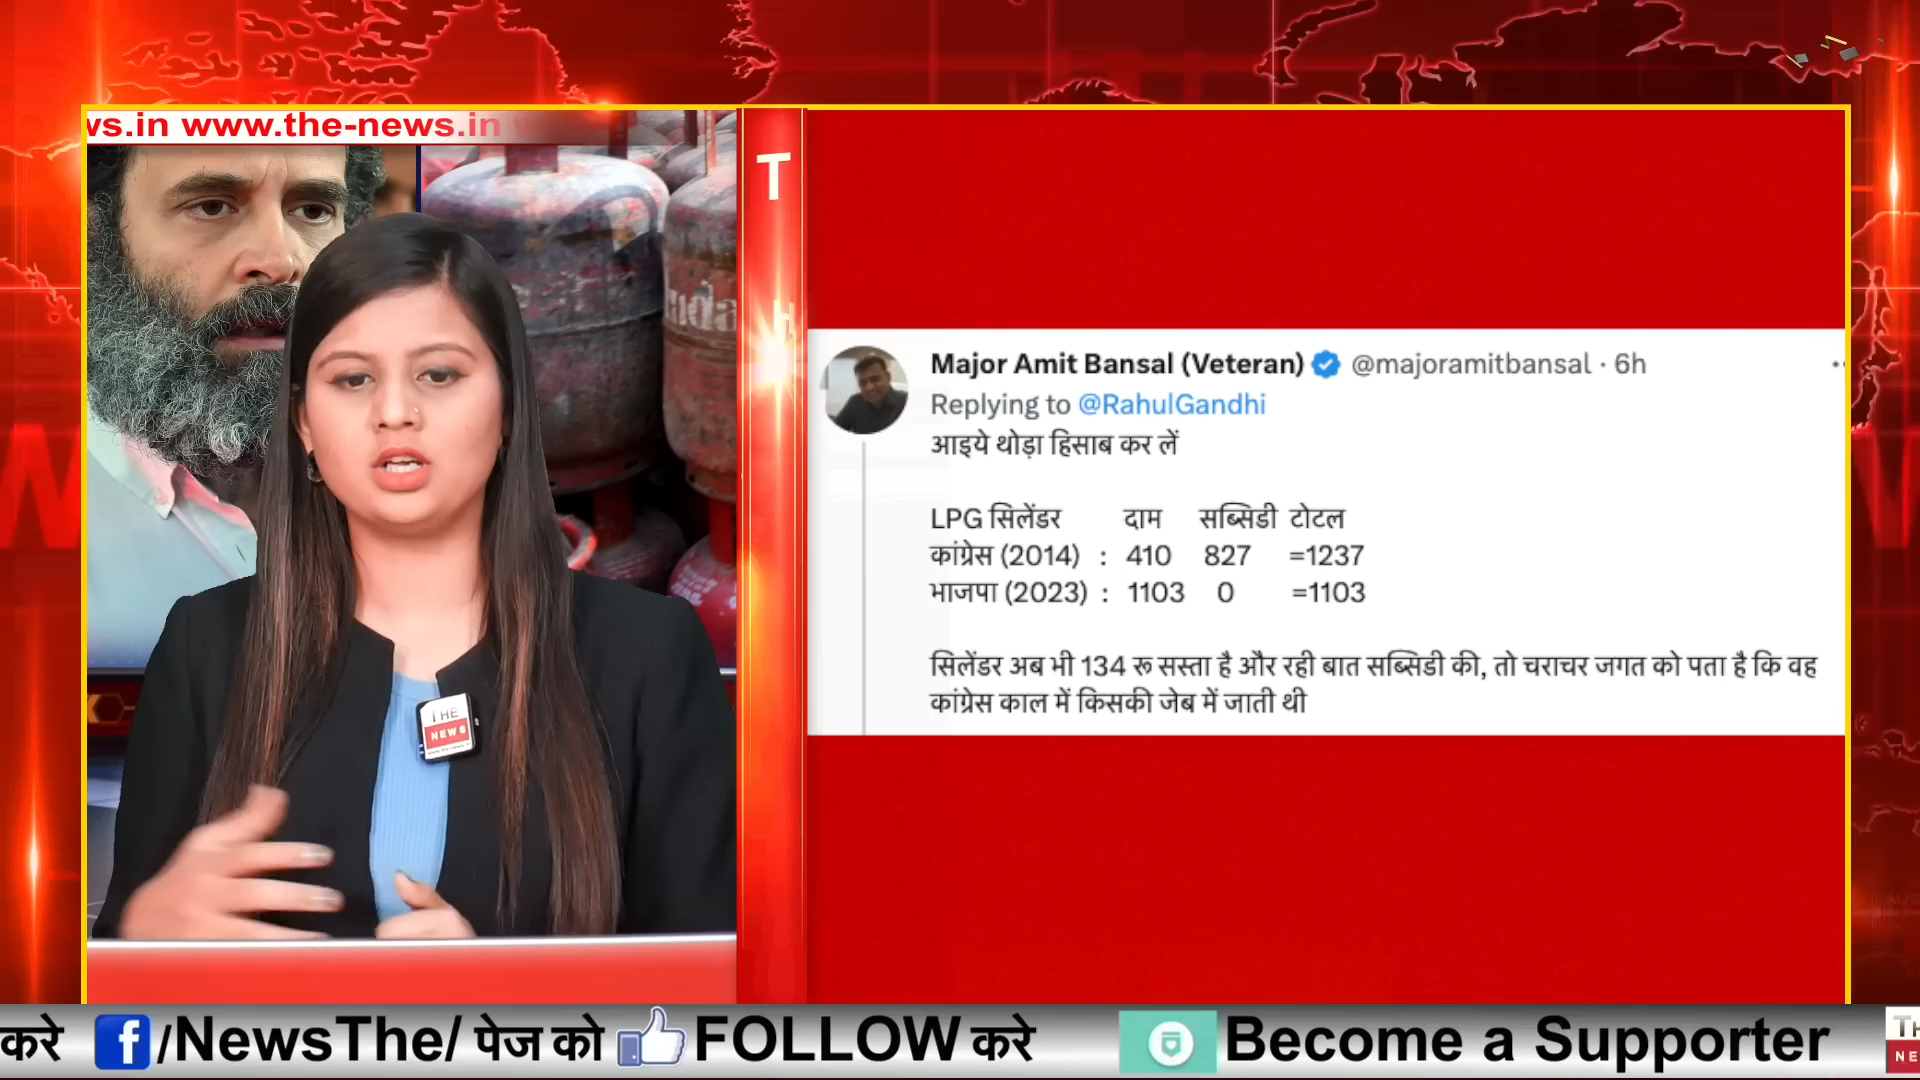 vs.in www.the-news.in
T
H
Major Amit Bansal (Veteran) @majoramitbansal · 6h
Replying to @RahulGandhi
आइये थोड़ा हिसाब कर लें
LPG सिलेंडर दाम सब्सिडी टोटल
कांग्रेस (2014) : 410 827 =1237
भाजपा (2023) : 1103 0 =1103
सिलेंडर अब भी 134 रू सस्ता है और रही बात सब्सिडी की, तो चराचर जगत को पता है कि वह
कांग्रेस काल में किसकी जेब में जाती थी
THE
NEWS
करे /NewsThe/ पेज को FOLLOW करे Become a Supporter